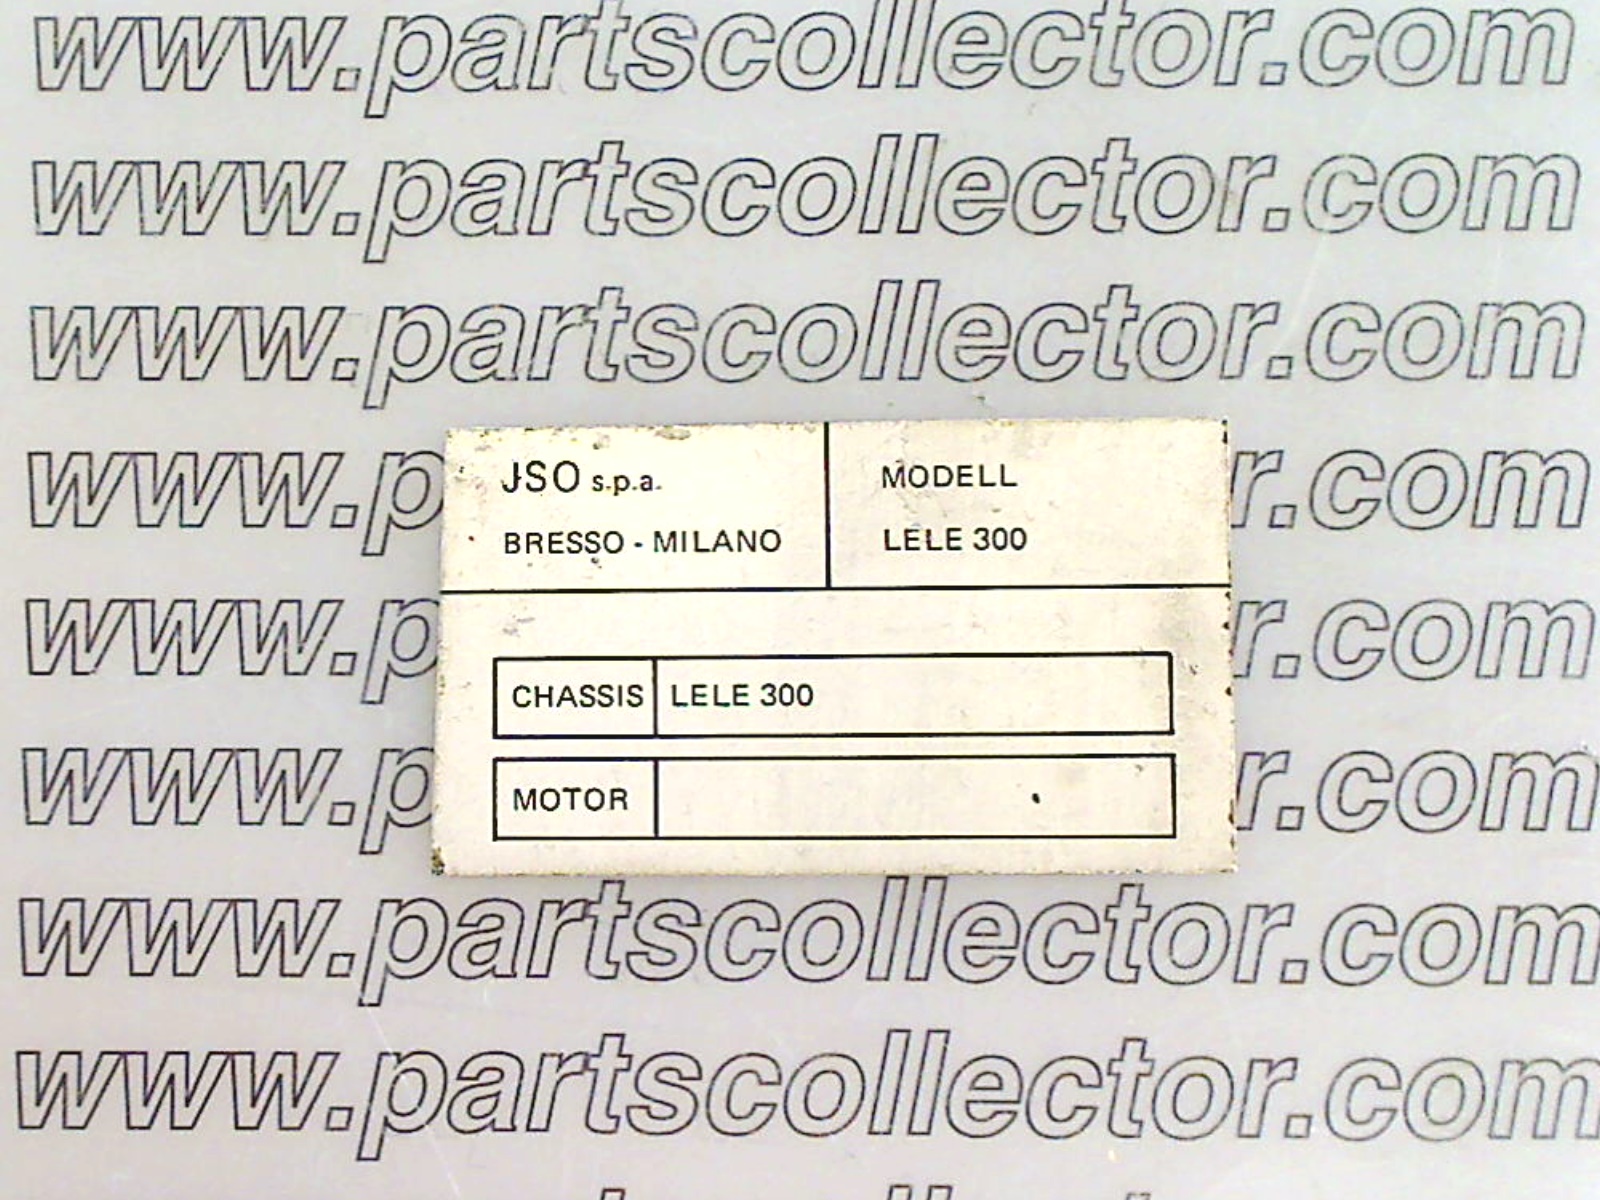 www.partscollector.com
www.partscollector.com
www.partscollector.com
www.p r.com
JSO s.p.a.
MODELL
BRESSO - MILANO
LELE 300
www.p r.com
CHASSIS LELE 300
www.p r.com
MOTOR
www.partscollector.com
www.partscollector.com